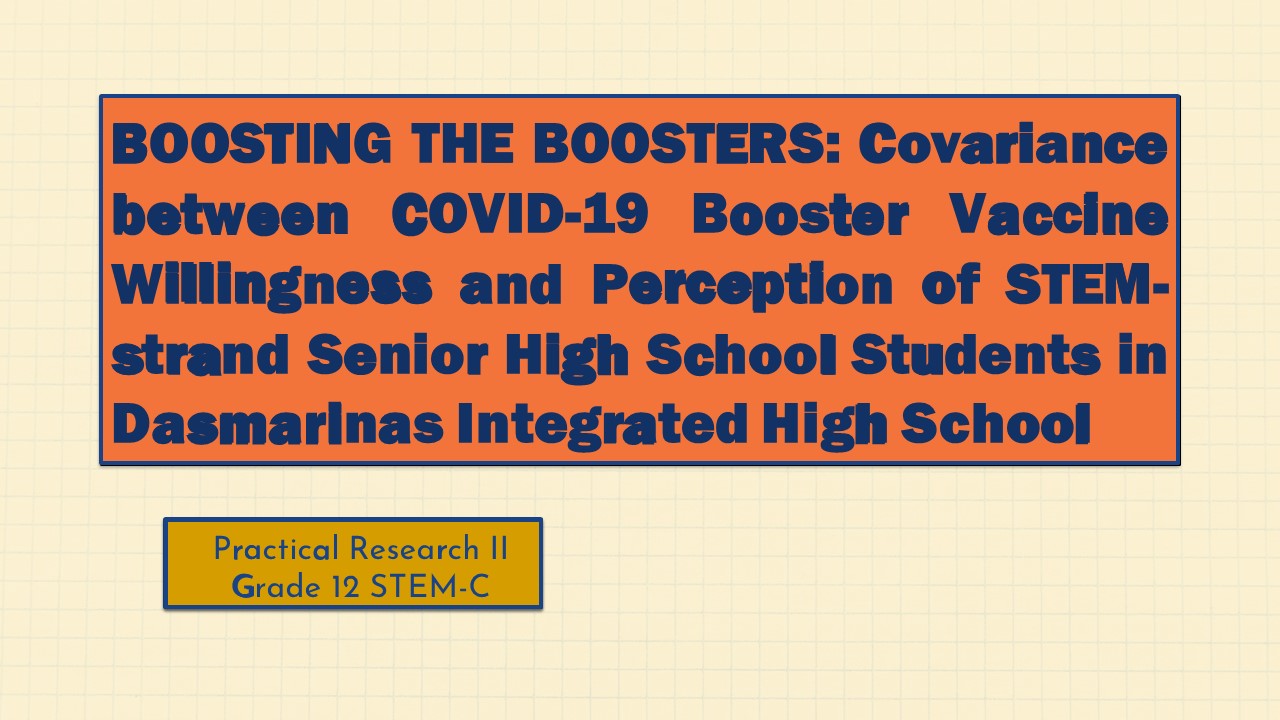 BOOSTING THE BOOSTERS: Covariance
between COVID-19 Booster Vaccine
Willingness and Perception of STEM-
strand Senior High School Students in
Dasmarinas Integrated High School
Practical Research II
Grade 12 STEM-C